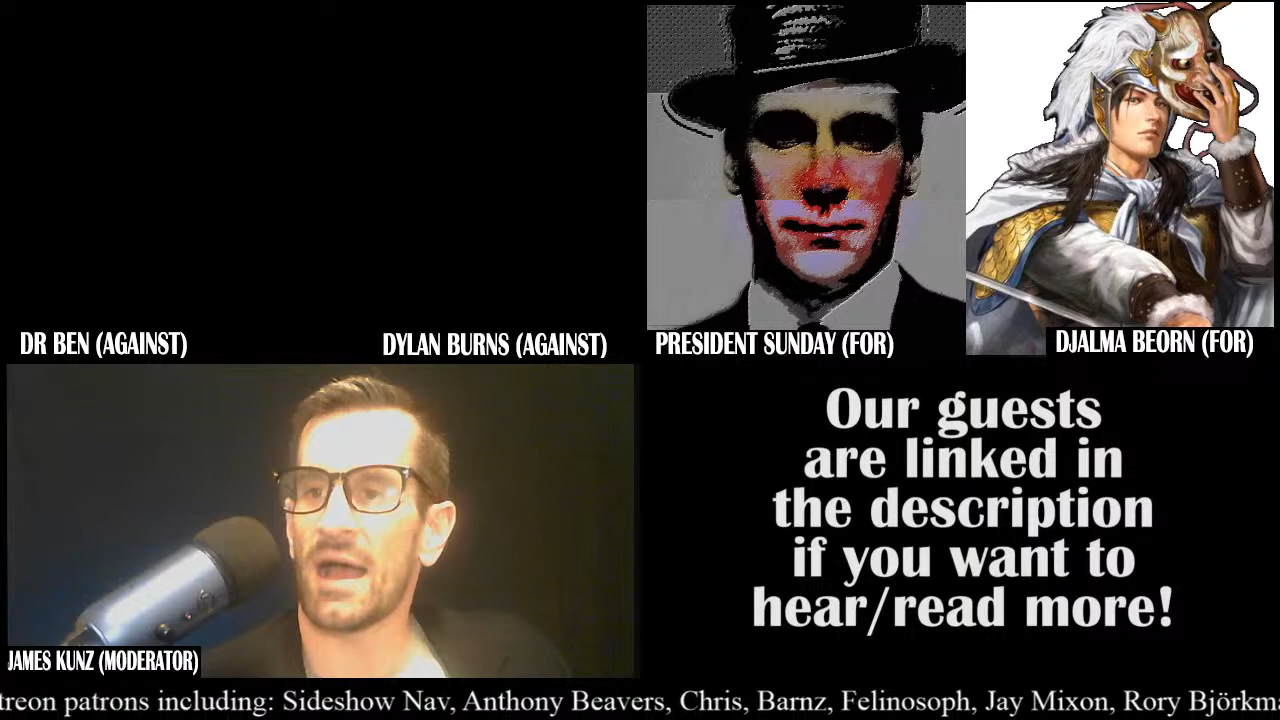 DR BEN (AGAINST)
DYLAN BURNS (AGAINST)
PRESIDENT SUNDAY (FOR)
DJALMA BEORN (FOR)
Our guests
are linked in
the description
if you want to
hear/read more!
JAMES KUNZ (MODERATOR)
treon patrons including: Sideshow Nav, Anthony Beavers, Chris, Barnz, Felinosoph, Jay Mixon, Rory Björkm